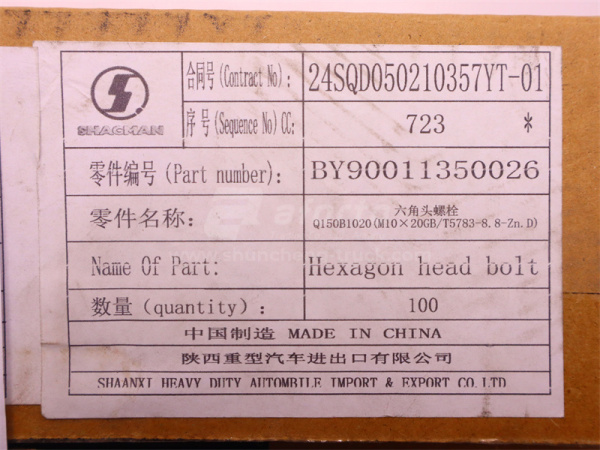 SHACMAN
合同号(Contract No): 24SQD050210357YT-01
序号(Sequence No)CC: 723 *
零件编号(Part number): BY90011350026
零件名称: 六角头螺栓
Q150B1020(M10×20GB/T5783-8.8-Zn.D)
Name Of Part: Hexagon head bolt
数量(quantity): 100
中国制造 MADE IN CHINA
陕西重型汽车进出口有限公司
SHAANXI HEAVY DUTY AUTOMBILE IMPORT & EXPORT CO.LTD